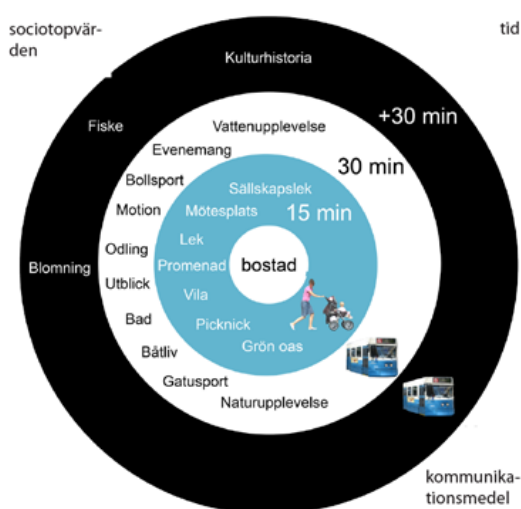 sociotopvär-
den
tid
Kulturhistoria
+30 min
Fiske
Vattenupplevelse
Evenemang
30 min
Bollsport
Sällskapslek
Motion
Mötesplats
15 min
Lek
Odling
Blomning
Promenad
bostad
Utblick
Vila
Bad
Picknick
Båtliv
Grön oas
Gatusport
Naturupplevelse
kommunika-
tionsmedel